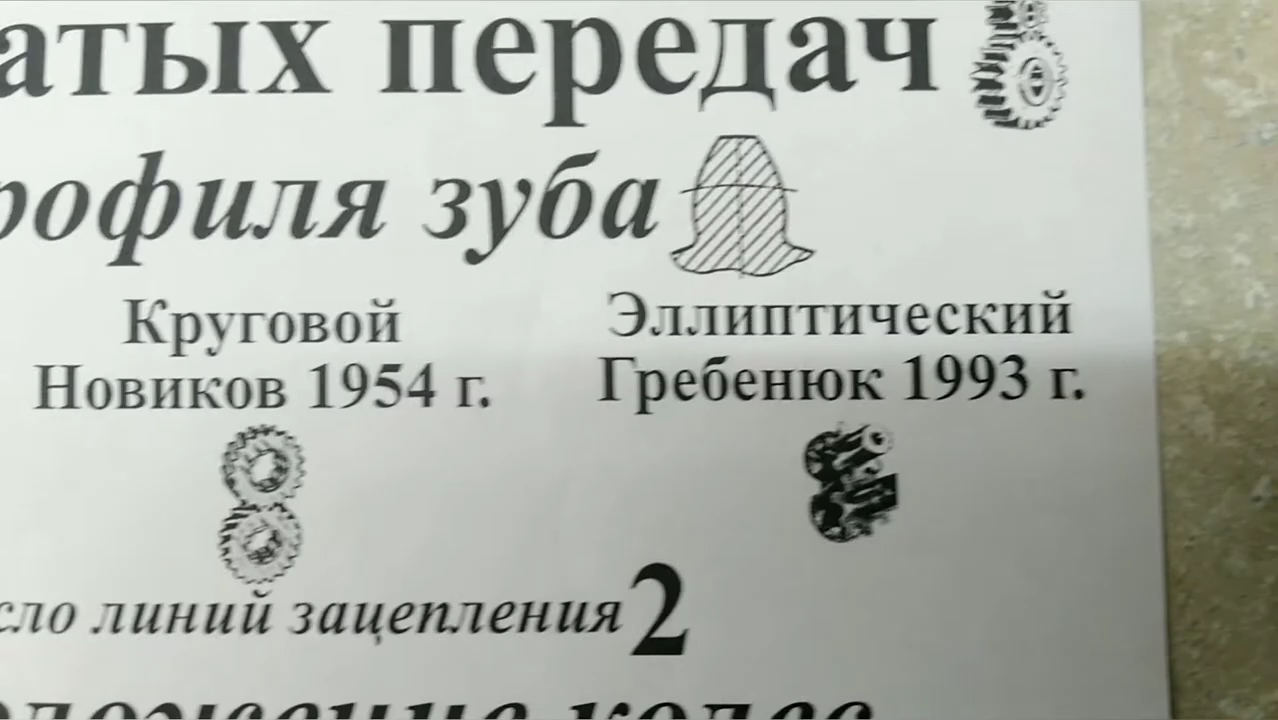 атых передач
рофиля зуба
Круговой
Новиков 1954 г.
Эллиптический
Гребенюк 1993 г.
сло линий зацепления 2